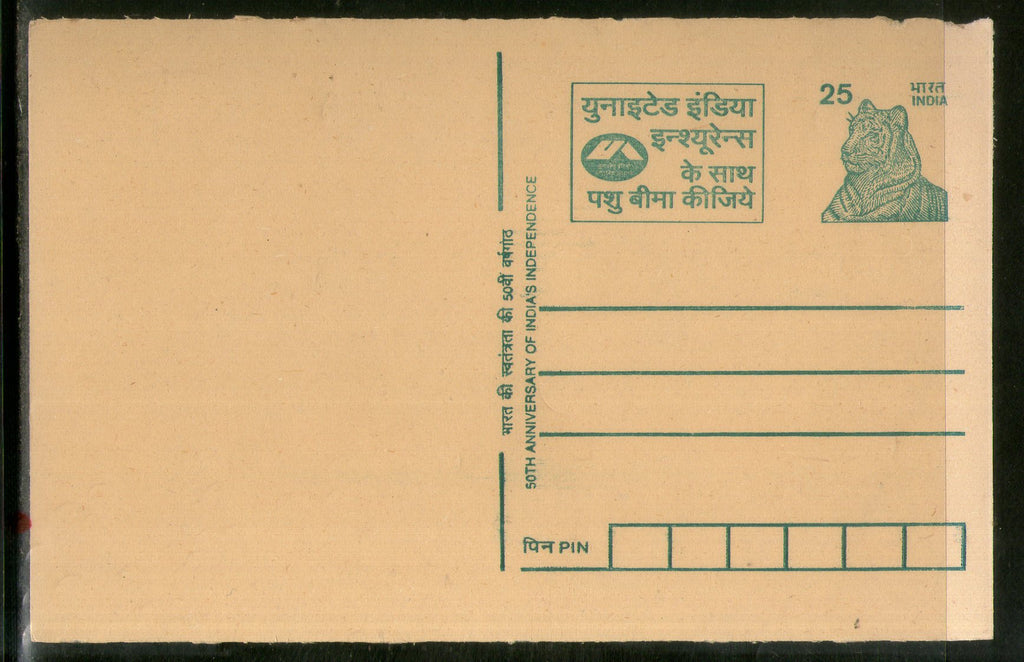 युनाइटेड इंडिया
इन्श्यूरेन्स
के साथ
पशु बीमा कीजिये
25
भारत
INDIA
भारत की स्वतंत्रता की 50वीं वर्षगांठ
50TH ANNIVERSARY OF INDIA'S INDEPENDENCE
पिन PIN